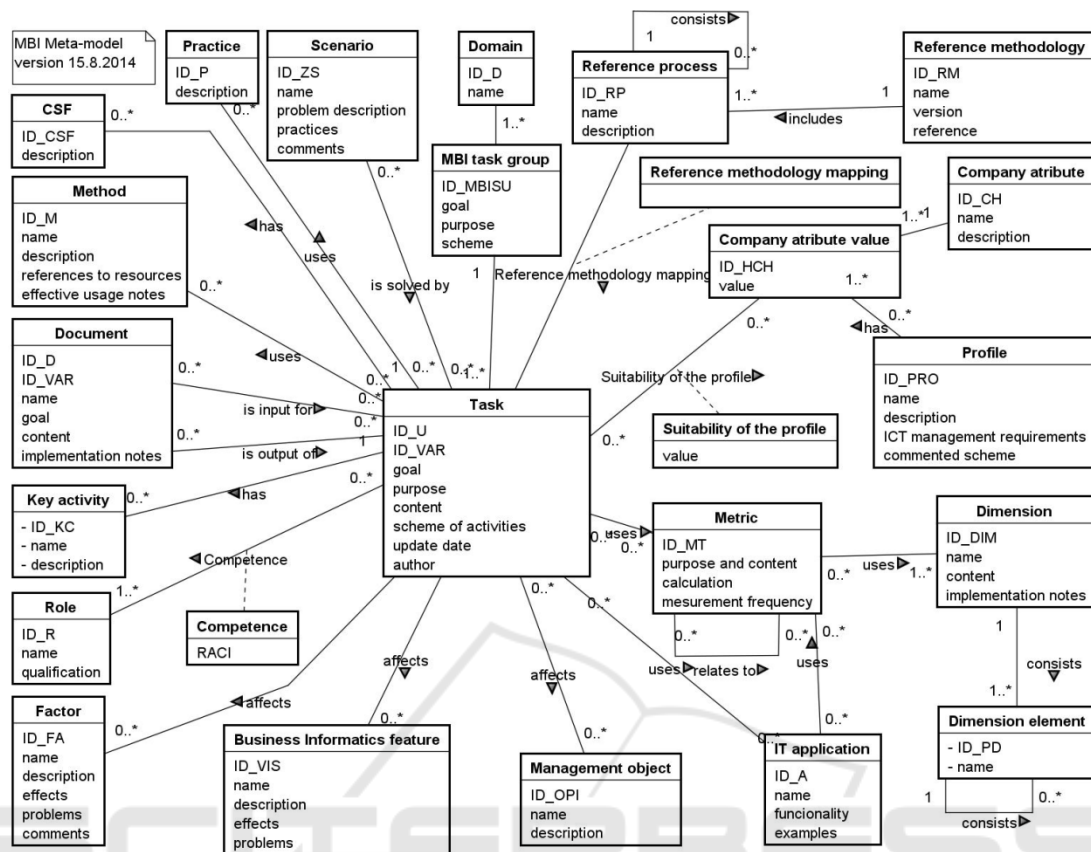 MBI Meta-model
version 15.8.2014
Practice
ID_P
description
Scenario
ID_ZS
name
problem description
practices
comments
Domain
ID_D
name
consists
1
0..*
Reference process
ID_RP
name
description
Reference methodology
ID_RM
name
version
reference
1..*
1
includes
CSF
ID_CSF
description
0..*
0..*
0..*
1..*
MBI task group
ID_MBISU
goal
purpose
scheme
Reference methodology mapping
Company atribute
ID_CH
name
description
Method
ID_M
name
description
references to resources
effective usage notes
0..*
has
uses
is solved by
1
Reference methodology mapping
Company atribute value
ID_HCH
value
1..*
1
1..*
0..*
0..*
has
Document
ID_D
ID_VAR
name
goal
content
implementation notes
0..*
0..*
uses
is input for
is output of
1
0..*
0..*
1..*
0..*
0..*
0..*
1
0..*
Task
ID_U
ID_VAR
goal
purpose
content
scheme of activities
update date
author
Suitability of the profile
0..*
Suitability of the profile
value
Profile
ID_PRO
name
description
ICT management requirements
commented scheme
Key activity
- ID_KC
- name
- description
0..*
has
Competence
1..*
Role
ID_R
name
qualification
Competence
RACI
0..*
uses
0..*
Metric
ID_MT
purpose and content
calculation
mesurement frequency
0..*
uses
1..*
Dimension
ID_DIM
name
content
implementation notes
0..*
0..*
0..*
0..*
0..*
uses
relates to
uses
1
consists
1..*
affects
affects
affects
Factor
ID_FA
name
description
effects
problems
comments
0..*
0..*
Business Informatics feature
ID_VIS
name
description
effects
problems
0..*
Management object
ID_OPI
name
description
0..*
0..*
IT application
ID_A
name
funcionality
examples
Dimension element
- ID_PD
- name
1
0..*
consists